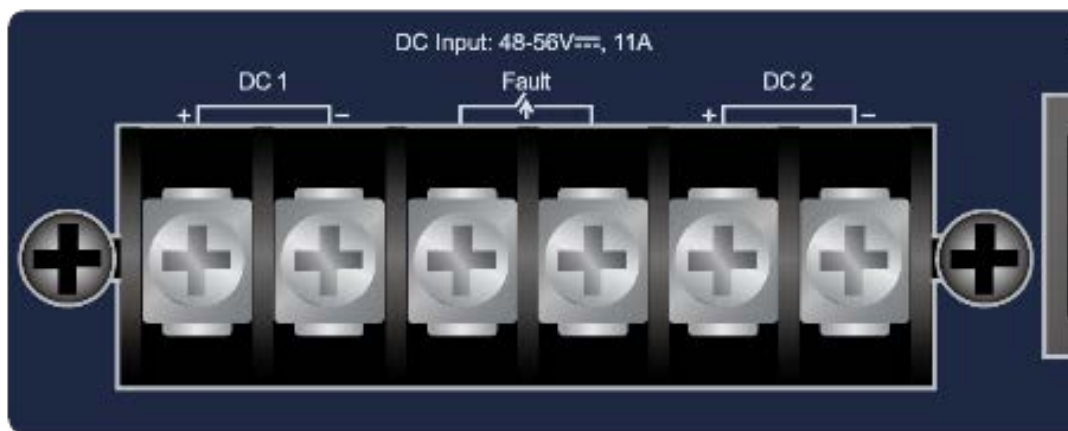 DC Input: 48-56V⎓, 11A
DC 1 Fault DC 2
+ − + −